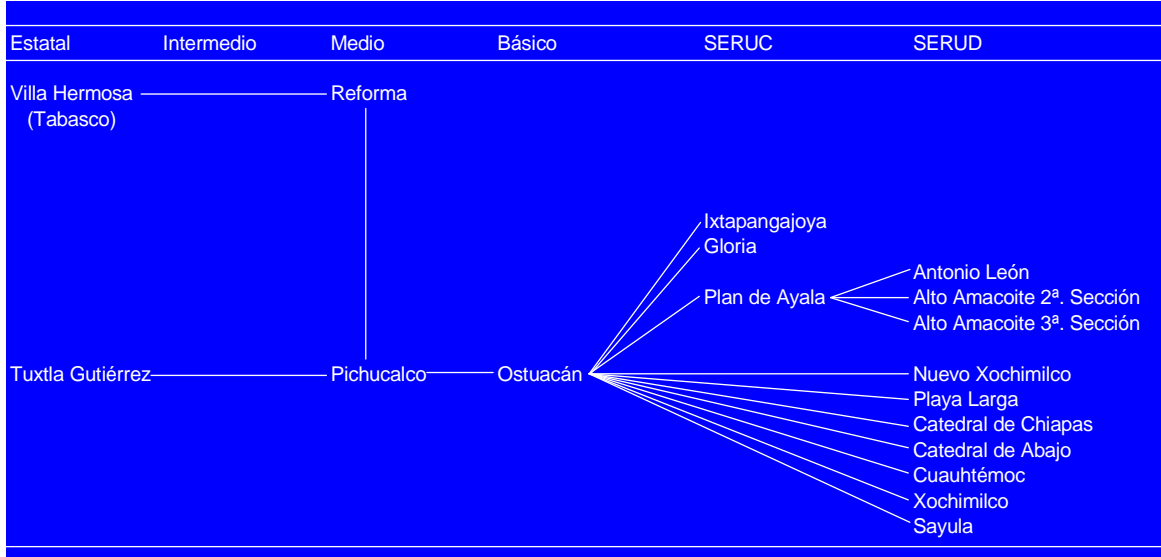 Estatal Intermedio Medio Básico SERUC SERUD
Villa Hermosa Reforma
(Tabasco)
Ixtapangajoya
Gloria
Antonio León
Plan de Ayala Alto Amacoite 2ª. Sección
Alto Amacoite 3ª. Sección
Tuxtla Gutiérrez Pichucalco Ostuacán Nuevo Xochimilco
Playa Larga
Catedral de Chiapas
Catedral de Abajo
Cuauhtémoc
Xochimilco
Sayula